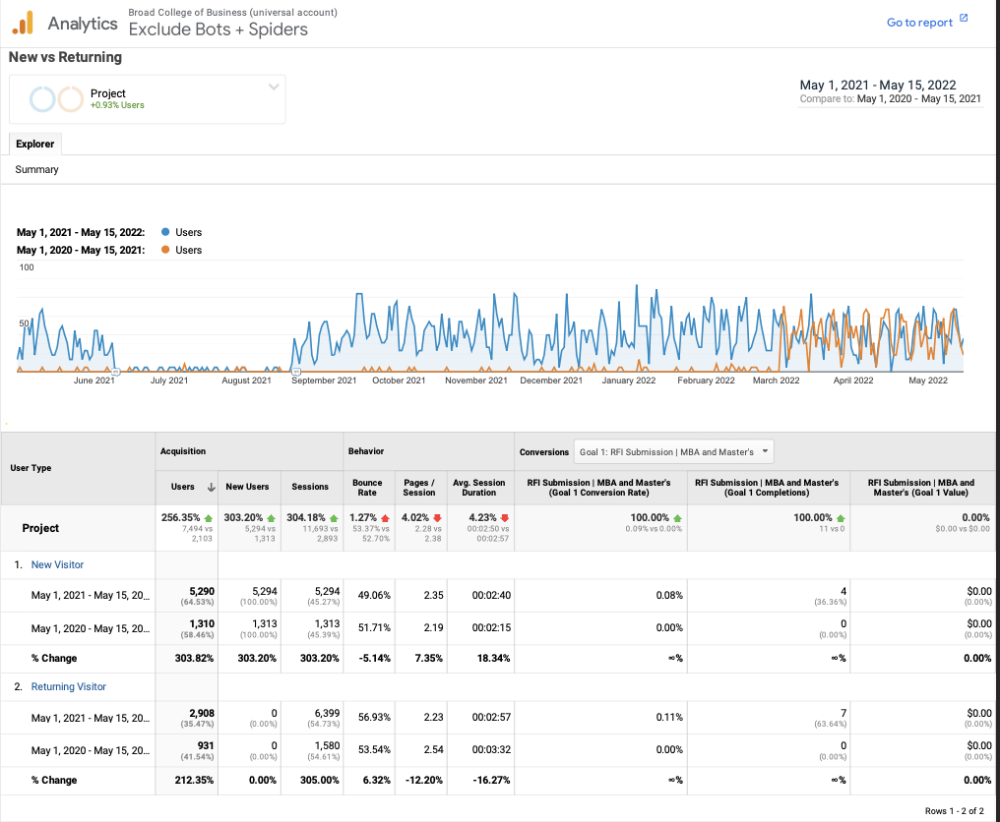 Analytics
Broad College of Business (universal account)
Exclude Bots + Spiders
Go to report
New vs Returning
Project
+0.93% Users
May 1, 2021 - May 15, 2022
Compare to: May 1, 2020 - May 15, 2021
Explorer
Summary
May 1, 2021 - May 15, 2022: Users
May 1, 2020 - May 15, 2021: Users
100
50
June 2021 July 2021 August 2021 September 2021 October 2021 November 2021 December 2021 January 2022 February 2022 March 2022 April 2022 May 2022
User Type
Acquisition Behavior Conversions Goal 1: RFI Submission | MBA and Master's
Users New Users Sessions
Bounce Rate
Pages / Session
Avg. Session Duration
RFI Submission | MBA and Master's (Goal 1 Conversion Rate)
RFI Submission | MBA and Master's (Goal 1 Completions)
RFI Submission | MBA and Master's (Goal 1 Value)
Project
256.35% 303.20% 304.18% 1.27% 4.02% 4.23% 100.00% 100.00% 0.00%
7,494 vs 5,294 vs 11,693 vs 53.37% vs 2.28 vs 00:02:50 vs 0.09% vs 0.00% 11 vs 0 $0.00 vs $0.00
2,103 1,313 2,893 52.70% 2.38 00:02:57
1. New Visitor
May 1, 2021 - May 15, 20... 5,290 5,294 5,294 49.06% 2.35 00:02:40 0.08% 4 $0.00
(64.53%) (100.00%) (45.27%) (36.36%) (0.00%)
May 1, 2020 - May 15, 20... 1,310 1,313 1,313 51.71% 2.19 00:02:15 0.00% 0 $0.00
(58.46%) (100.00%) (45.39%) (0.00%) (0.00%)
% Change 303.82% 303.20% 303.20% -5.14% 7.35% 18.34% ∞% ∞% 0.00%
2. Returning Visitor
May 1, 2021 - May 15, 20... 2,908 0 6,399 56.93% 2.23 00:02:57 0.11% 7 $0.00
(35.47%) (0.00%) (54.73%) (63.64%) (0.00%)
May 1, 2020 - May 15, 20... 931 0 1,580 53.54% 2.54 00:03:32 0.00% 0 $0.00
(41.54%) (0.00%) (54.61%) (0.00%) (0.00%)
% Change 212.35% 0.00% 305.00% 6.32% -12.20% -16.27% ∞% ∞% 0.00%
Rows 1 - 2 of 2